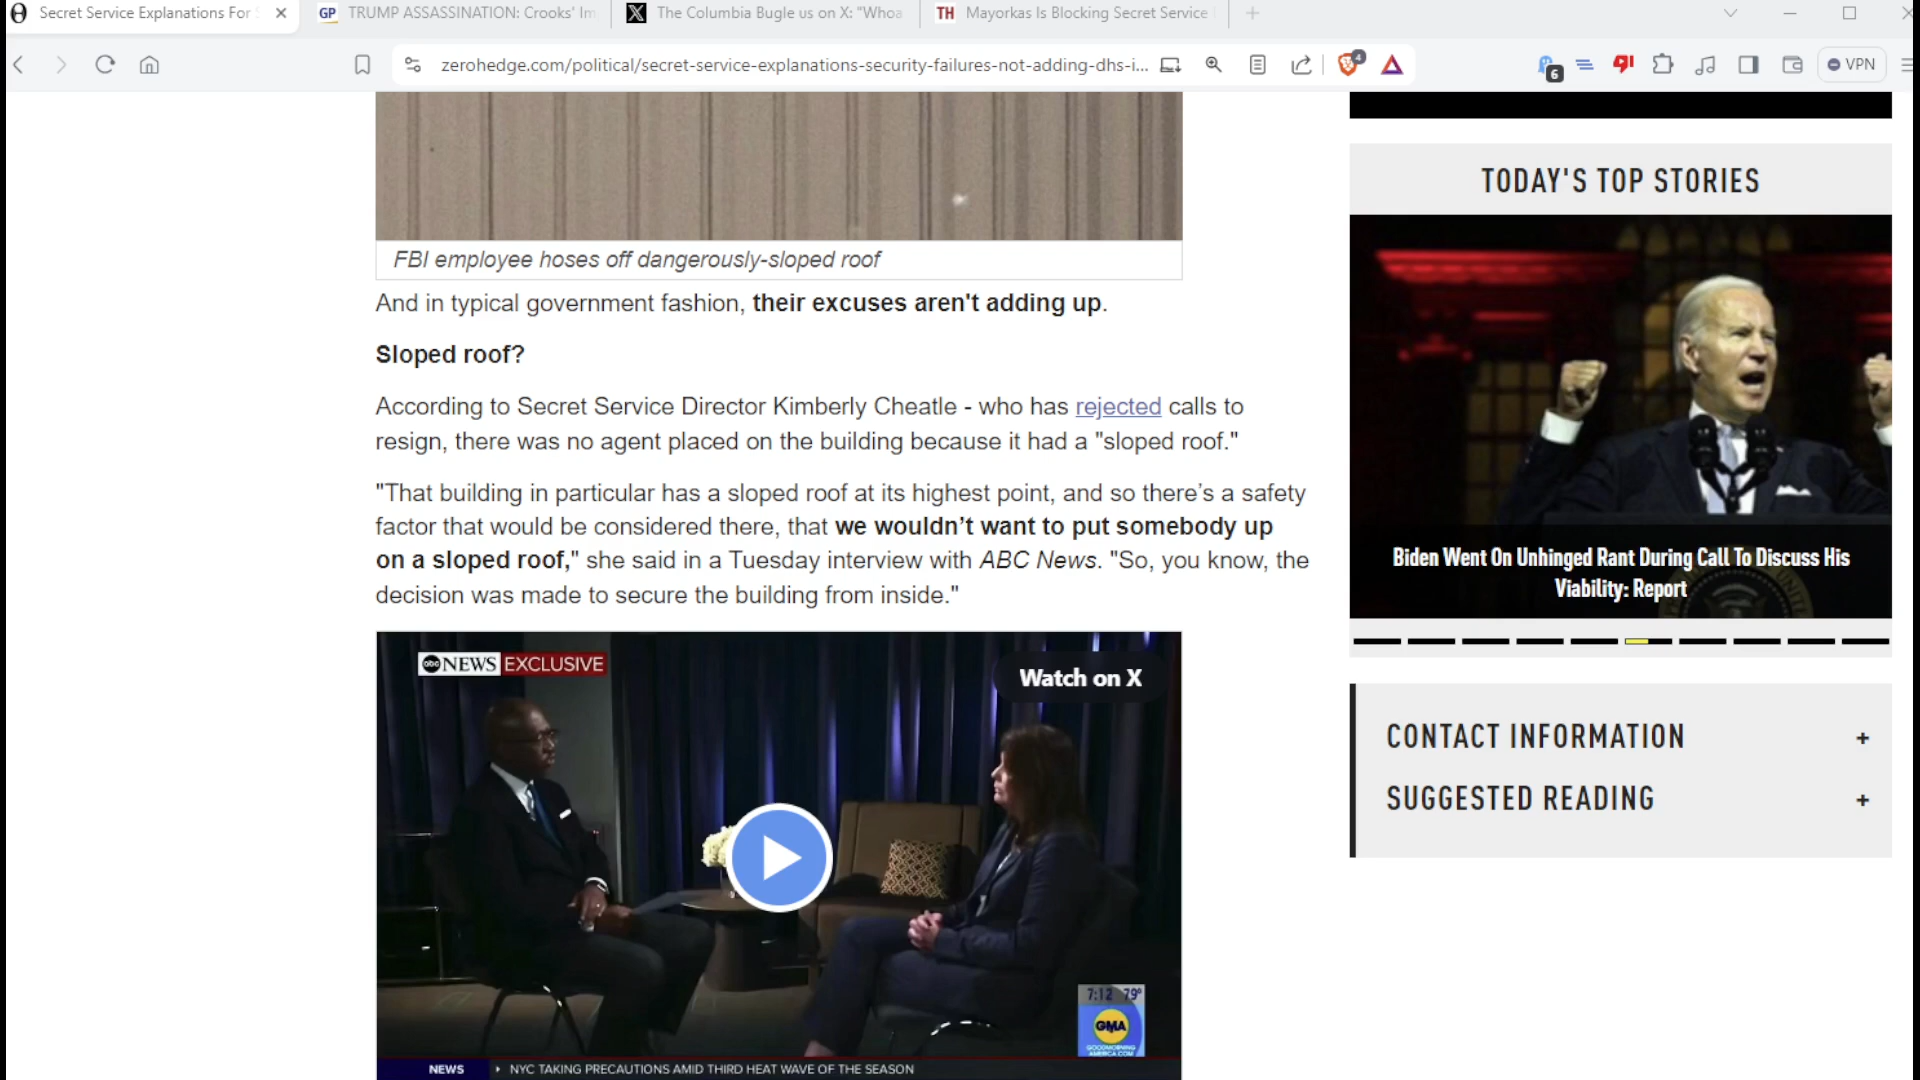 Secret Service Explanations For
GP TRUMP ASSASSINATION: Crooks' Im
The Columbia Bugle us on X: "Whoa
TH Mayorkas Is Blocking Secret Service
zerohedge.com/political/secret-service-explanations-security-failures-not-adding-dhs-i...
4
6
VPN
FBI employee hoses off dangerously-sloped roof
And in typical government fashion, their excuses aren't adding up.
Sloped roof?
According to Secret Service Director Kimberly Cheatle - who has rejected calls to
resign, there was no agent placed on the building because it had a "sloped roof."
"That building in particular has a sloped roof at its highest point, and so there's a safety
factor that would be considered there, that we wouldn't want to put somebody up
on a sloped roof," she said in a Tuesday interview with ABC News. "So, you know, the
decision was made to secure the building from inside."
abc NEWS EXCLUSIVE
Watch on X
7:12 79°
GMA
GOODMORNING
AMERICA.COM
NEWS NYC TAKING PRECAUTIONS AMID THIRD HEAT WAVE OF THE SEASON
TODAY'S TOP STORIES
Biden Went On Unhinged Rant During Call To Discuss His
Viability: Report
CONTACT INFORMATION +
SUGGESTED READING +